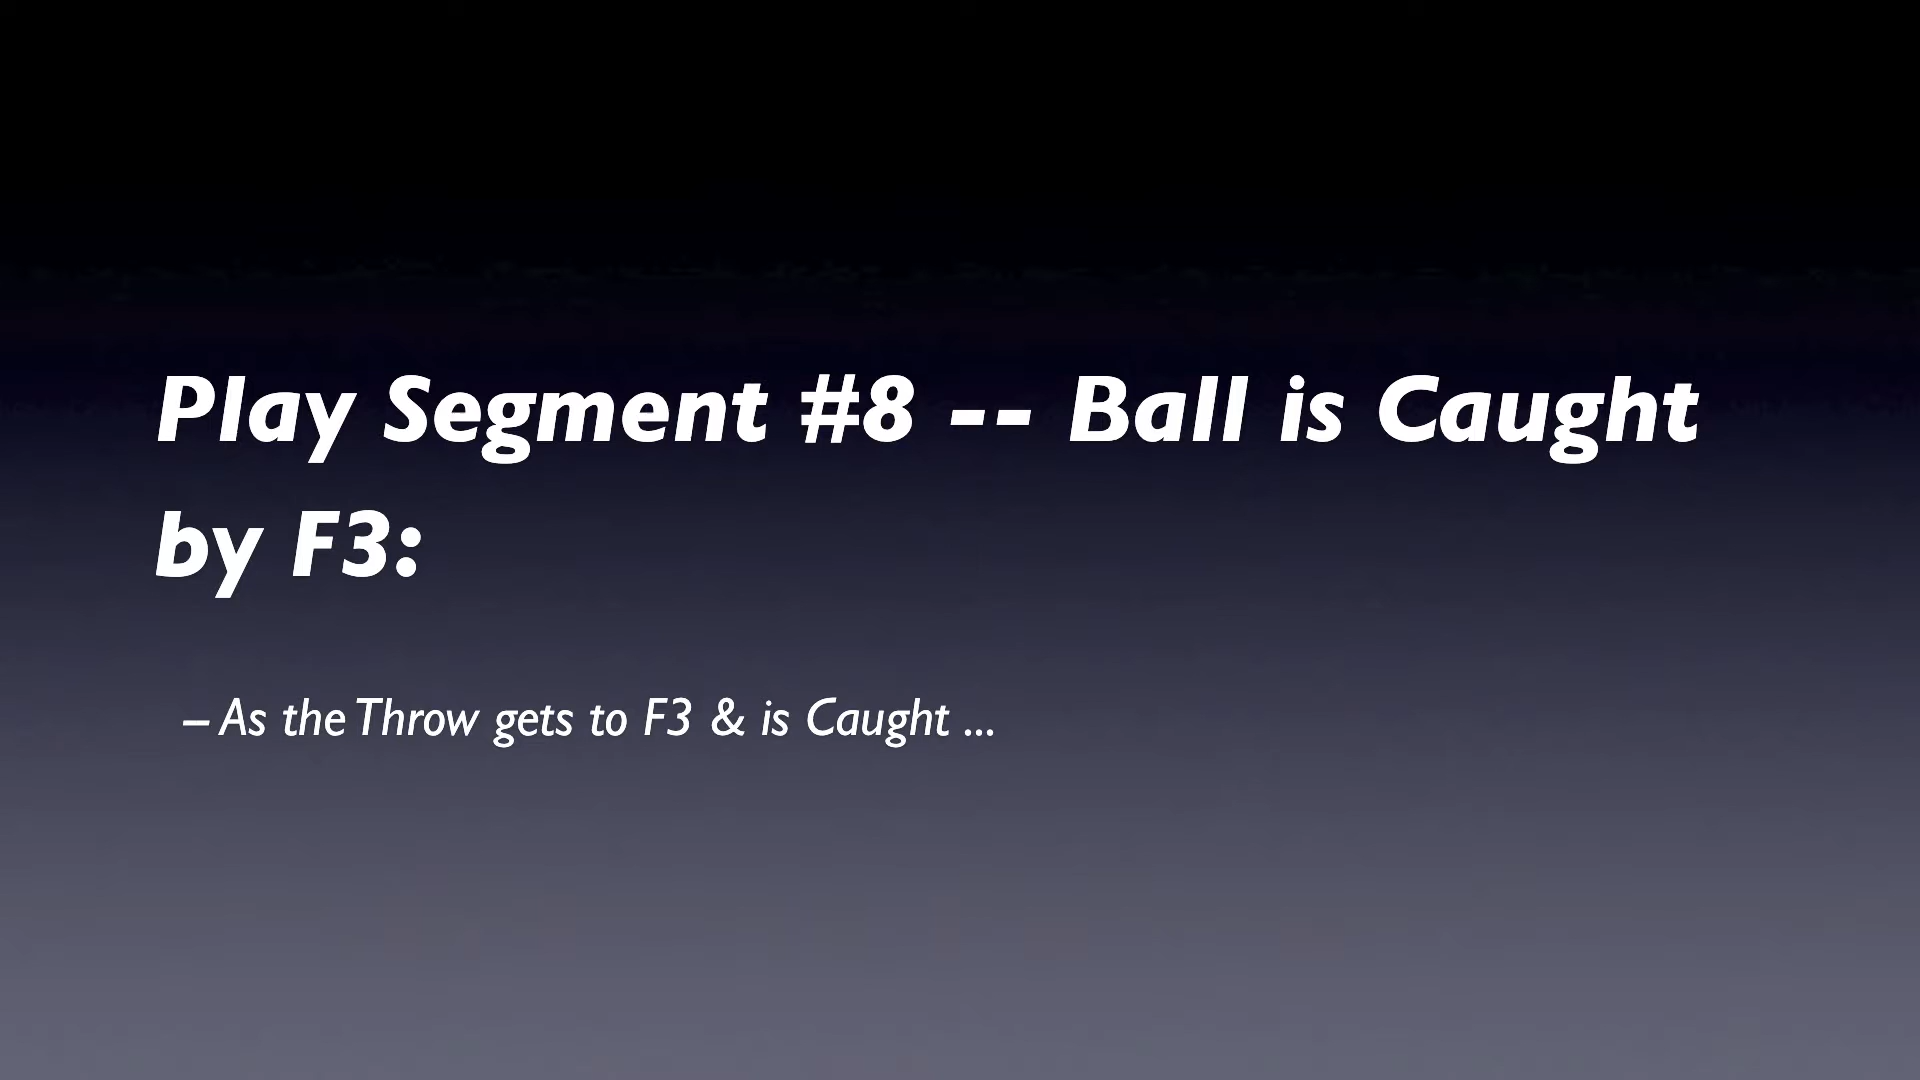 Play Segment #8 -- Ball is Caught
by F3:
– As the Throw gets to F3 & is Caught ...